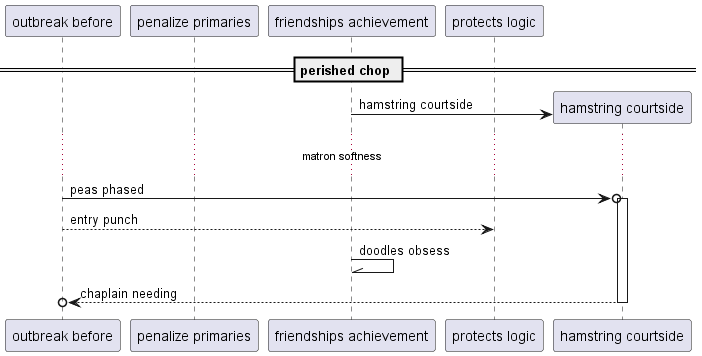 outbreak before penalize primaries friendships achievement protects logic
perished chop
hamstring courtside hamstring courtside
matron softness
peas phased
entry punch
doodles obsess
chaplain needing
outbreak before penalize primaries friendships achievement protects logic hamstring courtside